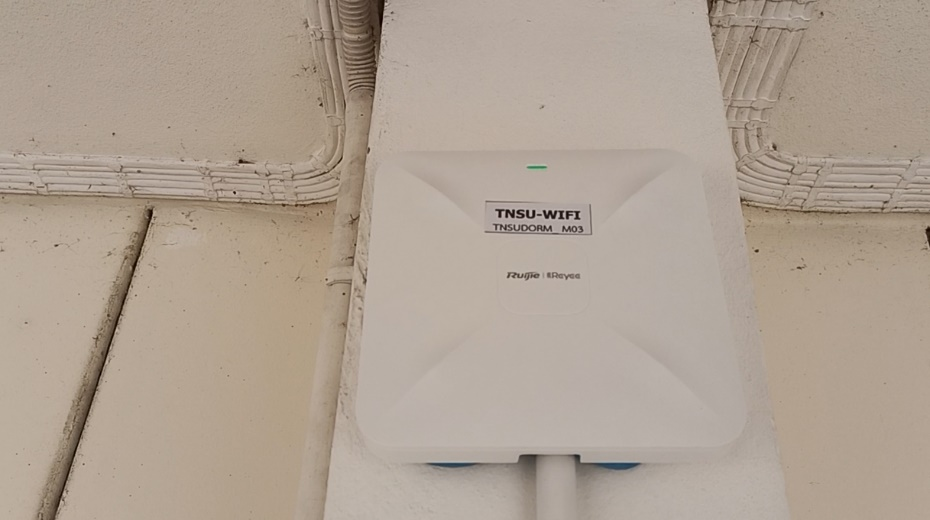 TNSU-WIFI
TNSUDORM_M03
Ruijie | Reyee